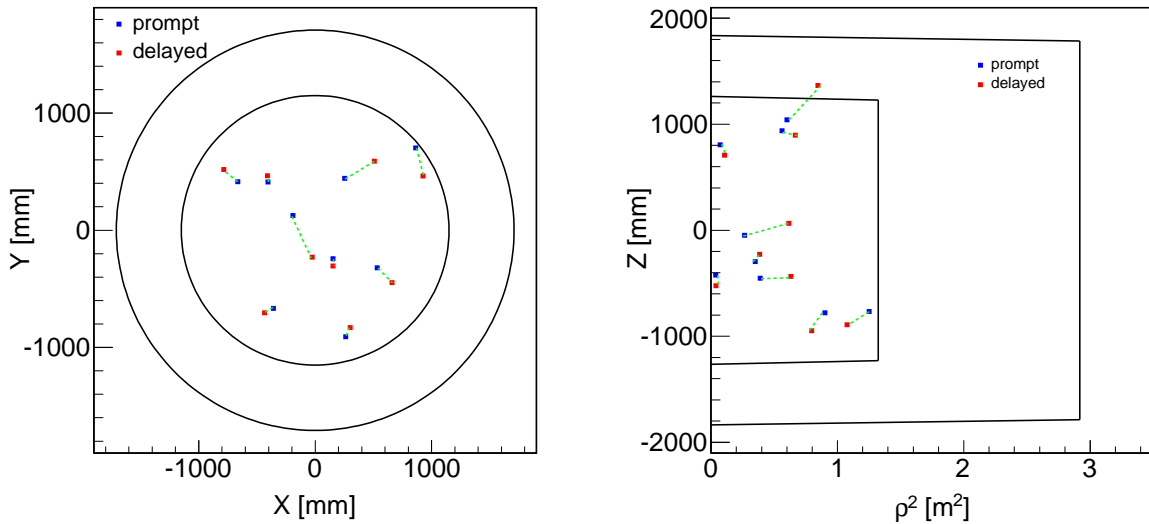 prompt
delayed
1000
0
-1000
Y [mm]
-1000 0 1000
X [mm]
2000
prompt
delayed
1000
0
-1000
-2000
Z [mm]
0 1 2 3
ρ² [m²]